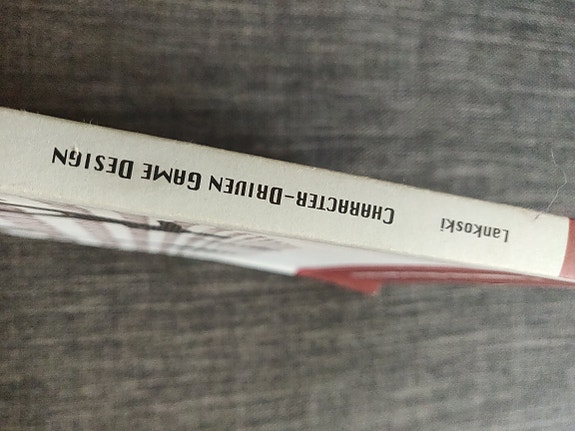 Lankoski
CHARACTER-DRIVEN GAME DESIGN